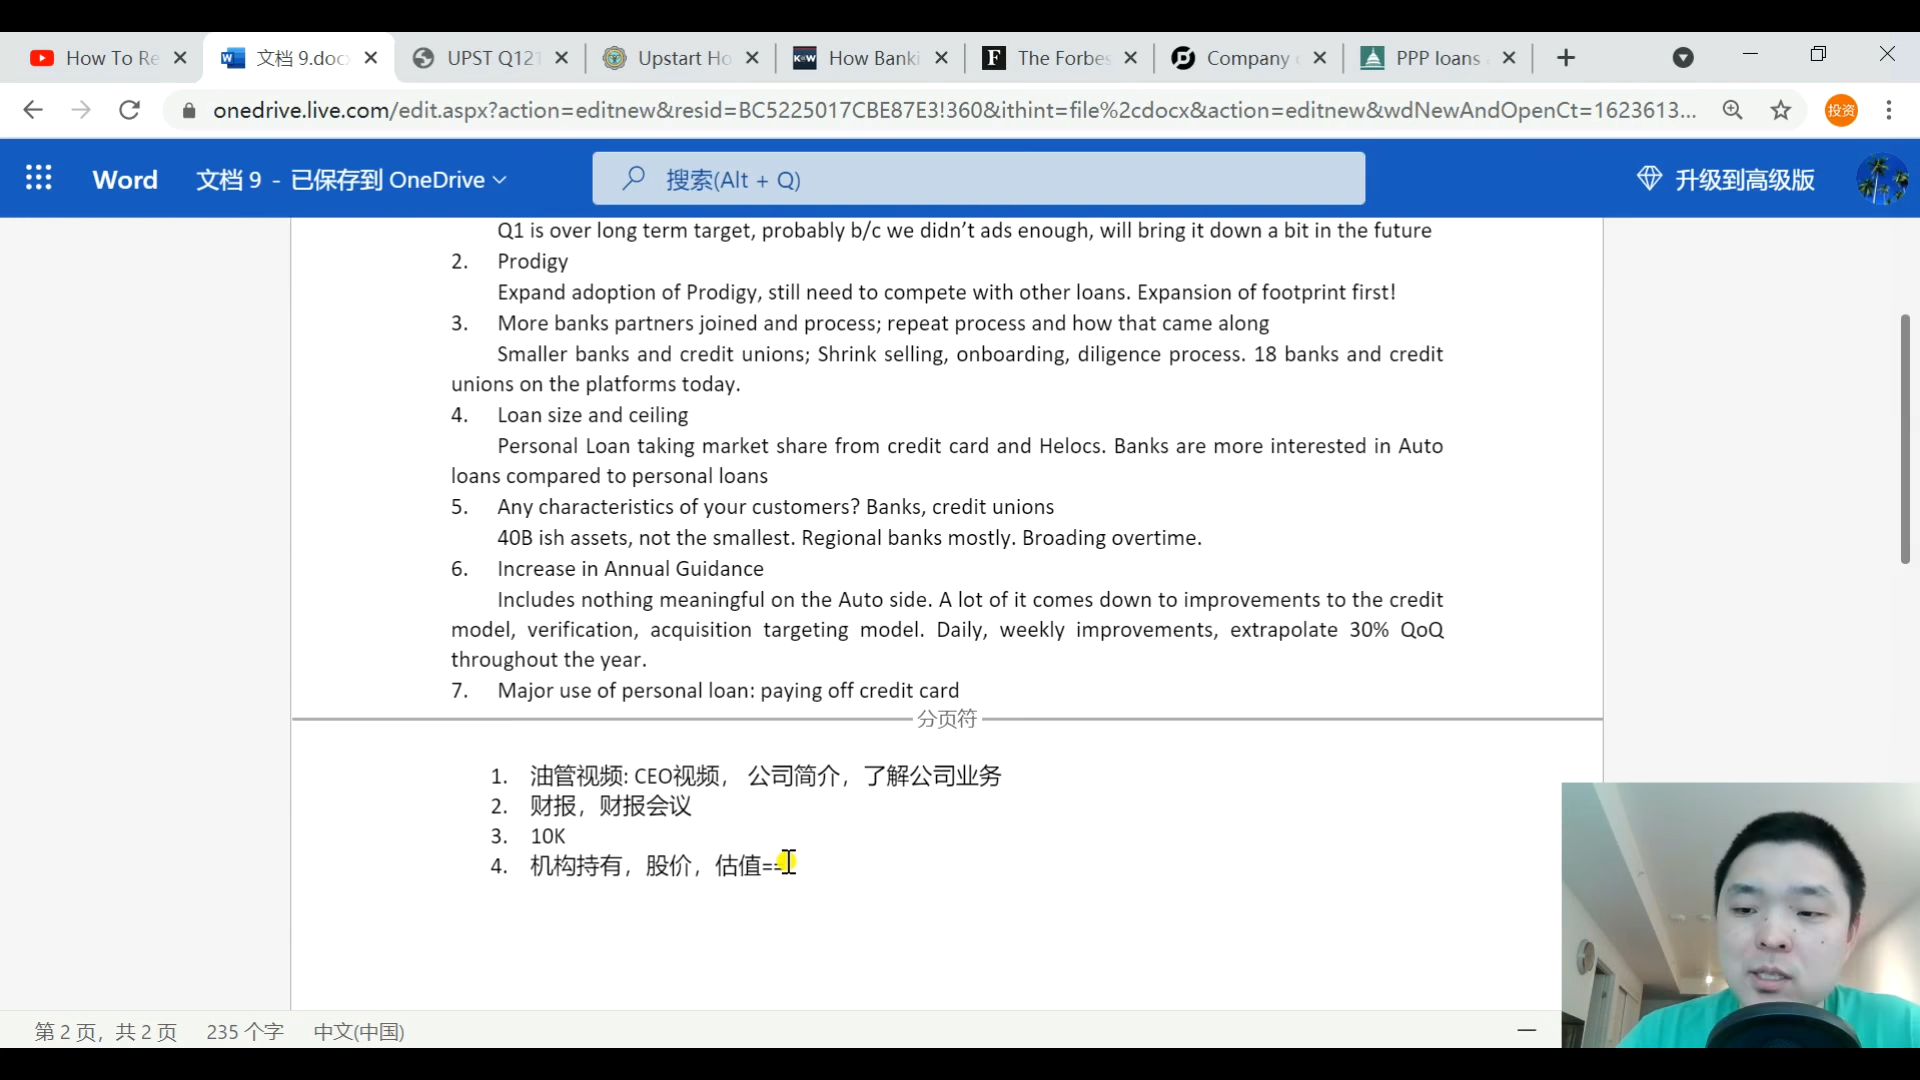 How To Re
文档 9.doc
UPST Q121
Upstart Ho
KBW
How Banki
F
The Forbes
Company
PPP loans
onedrive.live.com/edit.aspx?action=editnew&resid=BC5225017CBE87E3!360&ithint=file%2cdocx&action=editnew&wdNewAndOpenCt=1623613...
投资
Word
文档 9 - 已保存到 OneDrive
搜索(Alt + Q)
升级到高级版
Q1 is over long term target, probably b/c we didn’t ads enough, will bring it down a bit in the future
2. Prodigy
Expand adoption of Prodigy, still need to compete with other loans. Expansion of footprint first!
3. More banks partners joined and process; repeat process and how that came along
Smaller banks and credit unions; Shrink selling, onboarding, diligence process. 18 banks and credit
unions on the platforms today.
4. Loan size and ceiling
Personal Loan taking market share from credit card and Helocs. Banks are more interested in Auto
loans compared to personal loans
5. Any characteristics of your customers? Banks, credit unions
40B ish assets, not the smallest. Regional banks mostly. Broading overtime.
6. Increase in Annual Guidance
Includes nothing meaningful on the Auto side. A lot of it comes down to improvements to the credit
model, verification, acquisition targeting model. Daily, weekly improvements, extrapolate 30% QoQ
throughout the year.
7. Major use of personal loan: paying off credit card
分页符
1. 油管视频: CEO视频， 公司简介，了解公司业务
2. 财报，财报会议
3. 10K
4. 机构持有，股价，估值==
第 2 页，共 2 页
235 个字
中文(中国)